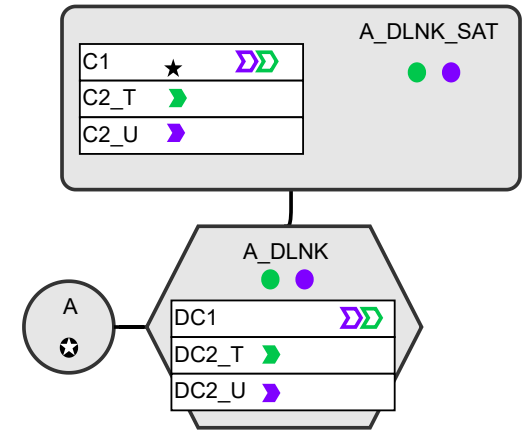 A_DLNK_SAT
C1
C2_T
C2_U
A_DLNK
A
DC1
DC2_T
DC2_U